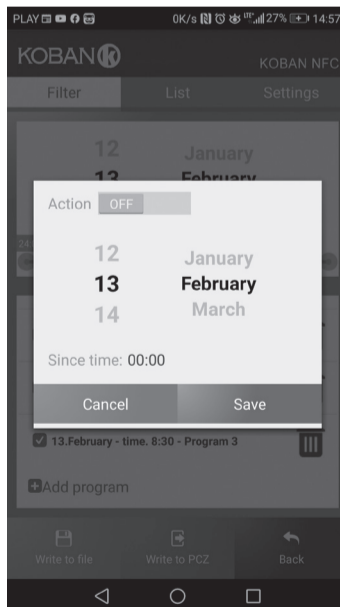 PLAY 0K/s 27% 14:57
KOBAN K
KOBAN NFC
Filter List Settings
12 January
13 February
Action OFF
12 January
13 February
14 March
Since time: 00:00
Cancel Save
13.February - time. 8:30 - Program 3
Add program
Write to file Write to PCZ Back